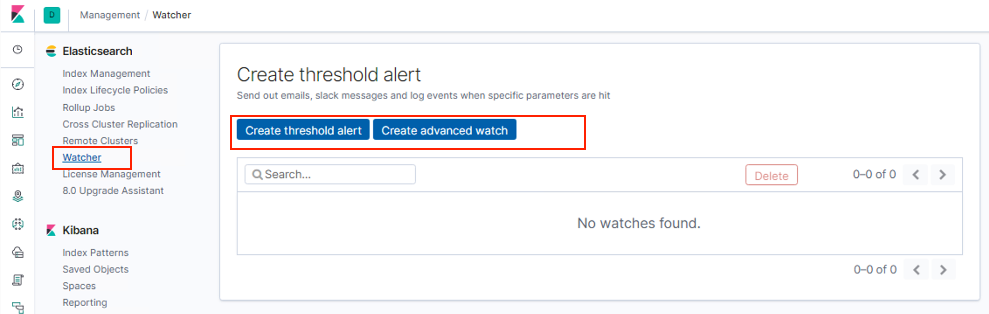 D Management / Watcher
Elasticsearch
Index Management
Index Lifecycle Policies
Rollup Jobs
Cross Cluster Replication
Remote Clusters
Watcher
License Management
8.0 Upgrade Assistant
Kibana
Index Patterns
Saved Objects
Spaces
Reporting
Create threshold alert
Send out emails, slack messages and log events when specific parameters are hit
Create threshold alert Create advanced watch
Search... Delete 0–0 of 0
No watches found.
0–0 of 0